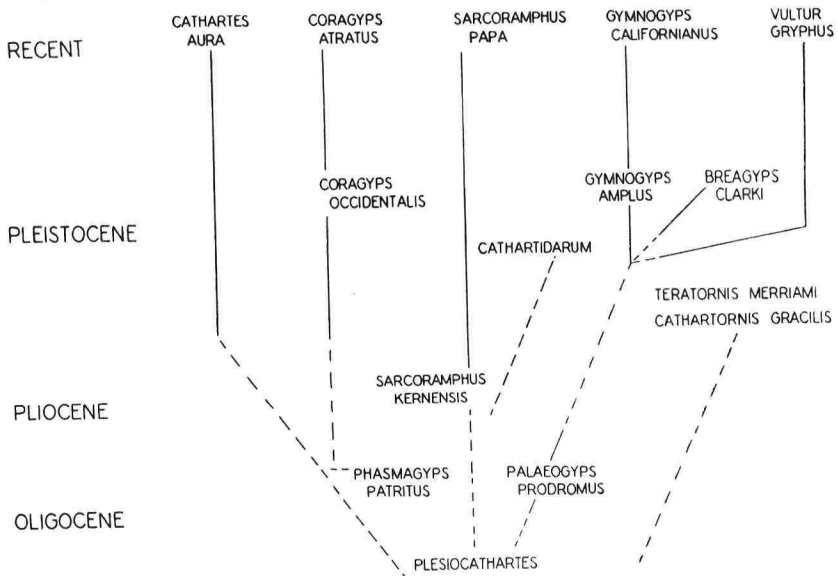 CATHARTES
AURA
CORAGYPS
ATRATUS
SARCORAMPHUS
PAPA
GYMNOGYPS
CALIFORNIANUS
VULTUR
GRYPHUS
RECENT
CORAGYPS
OCCIDENTALIS
GYMNOGYPS
AMPLUS
BREAGYPS
CLARKI
PLEISTOCENE
CATHARTIDARUM
TERATORNIS MERRIAMI
CATHARTORNIS GRACILIS
SARCORAMPHUS
KERNENSIS
PLIOCENE
PHASMAGYPS
PATRITUS
PALAEOGYPS
PRODROMUS
OLIGOCENE
PLESIOCATHARTES